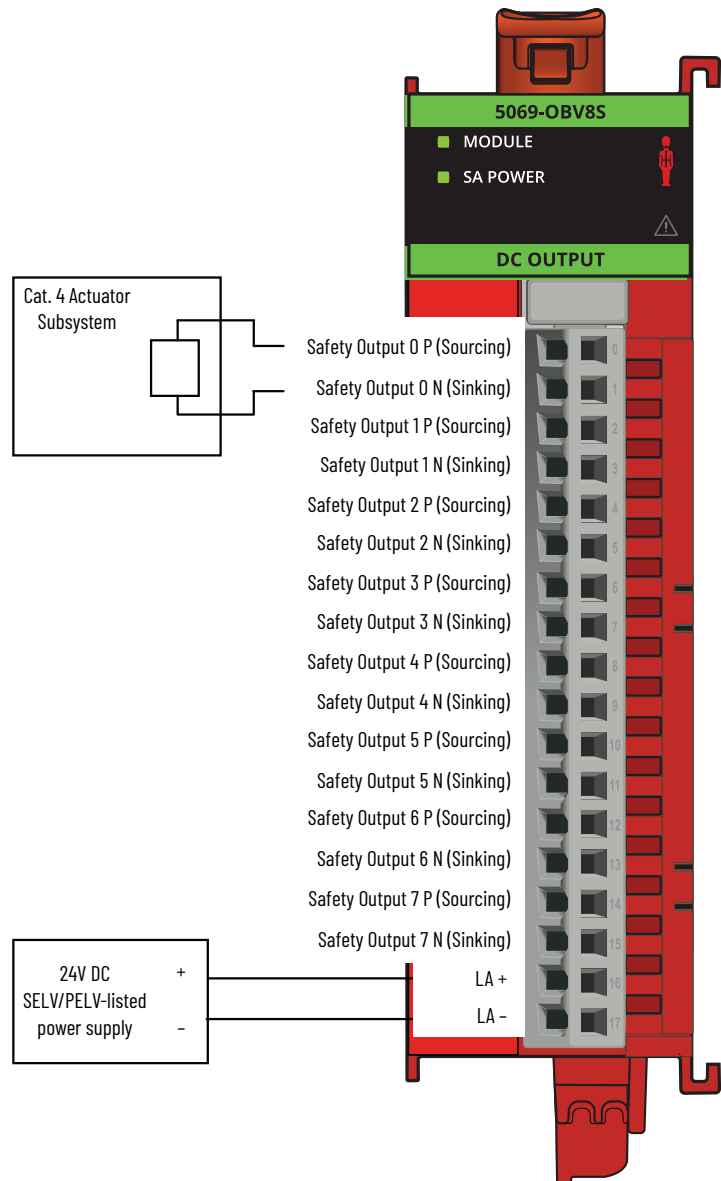 5069-OBV8S
MODULE
SA POWER
DC OUTPUT
Cat. 4 Actuator
Subsystem
Safety Output 0 P (Sourcing)
0
Safety Output 0 N (Sinking)
1
Safety Output 1 P (Sourcing)
2
Safety Output 1 N (Sinking)
3
Safety Output 2 P (Sourcing)
4
Safety Output 2 N (Sinking)
5
Safety Output 3 P (Sourcing)
6
Safety Output 3 N (Sinking)
7
Safety Output 4 P (Sourcing)
8
Safety Output 4 N (Sinking)
9
Safety Output 5 P (Sourcing)
10
Safety Output 5 N (Sinking)
11
Safety Output 6 P (Sourcing)
12
Safety Output 6 N (Sinking)
13
Safety Output 7 P (Sourcing)
14
Safety Output 7 N (Sinking)
15
24V DC
SELV/PELV-listed
power supply
+
–
LA +
16
LA –
17